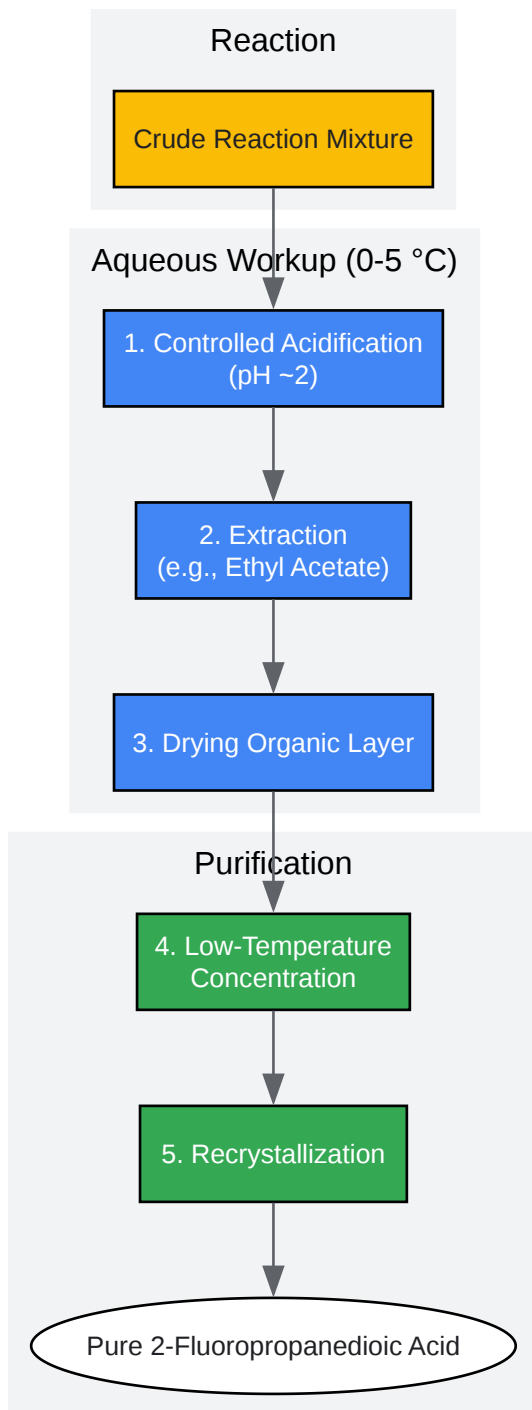 Reaction
Crude Reaction Mixture
Aqueous Workup (0-5 °C)
1. Controlled Acidification
(pH ~2)
2. Extraction
(e.g., Ethyl Acetate)
3. Drying Organic Layer
Purification
4. Low-Temperature
Concentration
5. Recrystallization
Pure 2-Fluoropropanedioic Acid